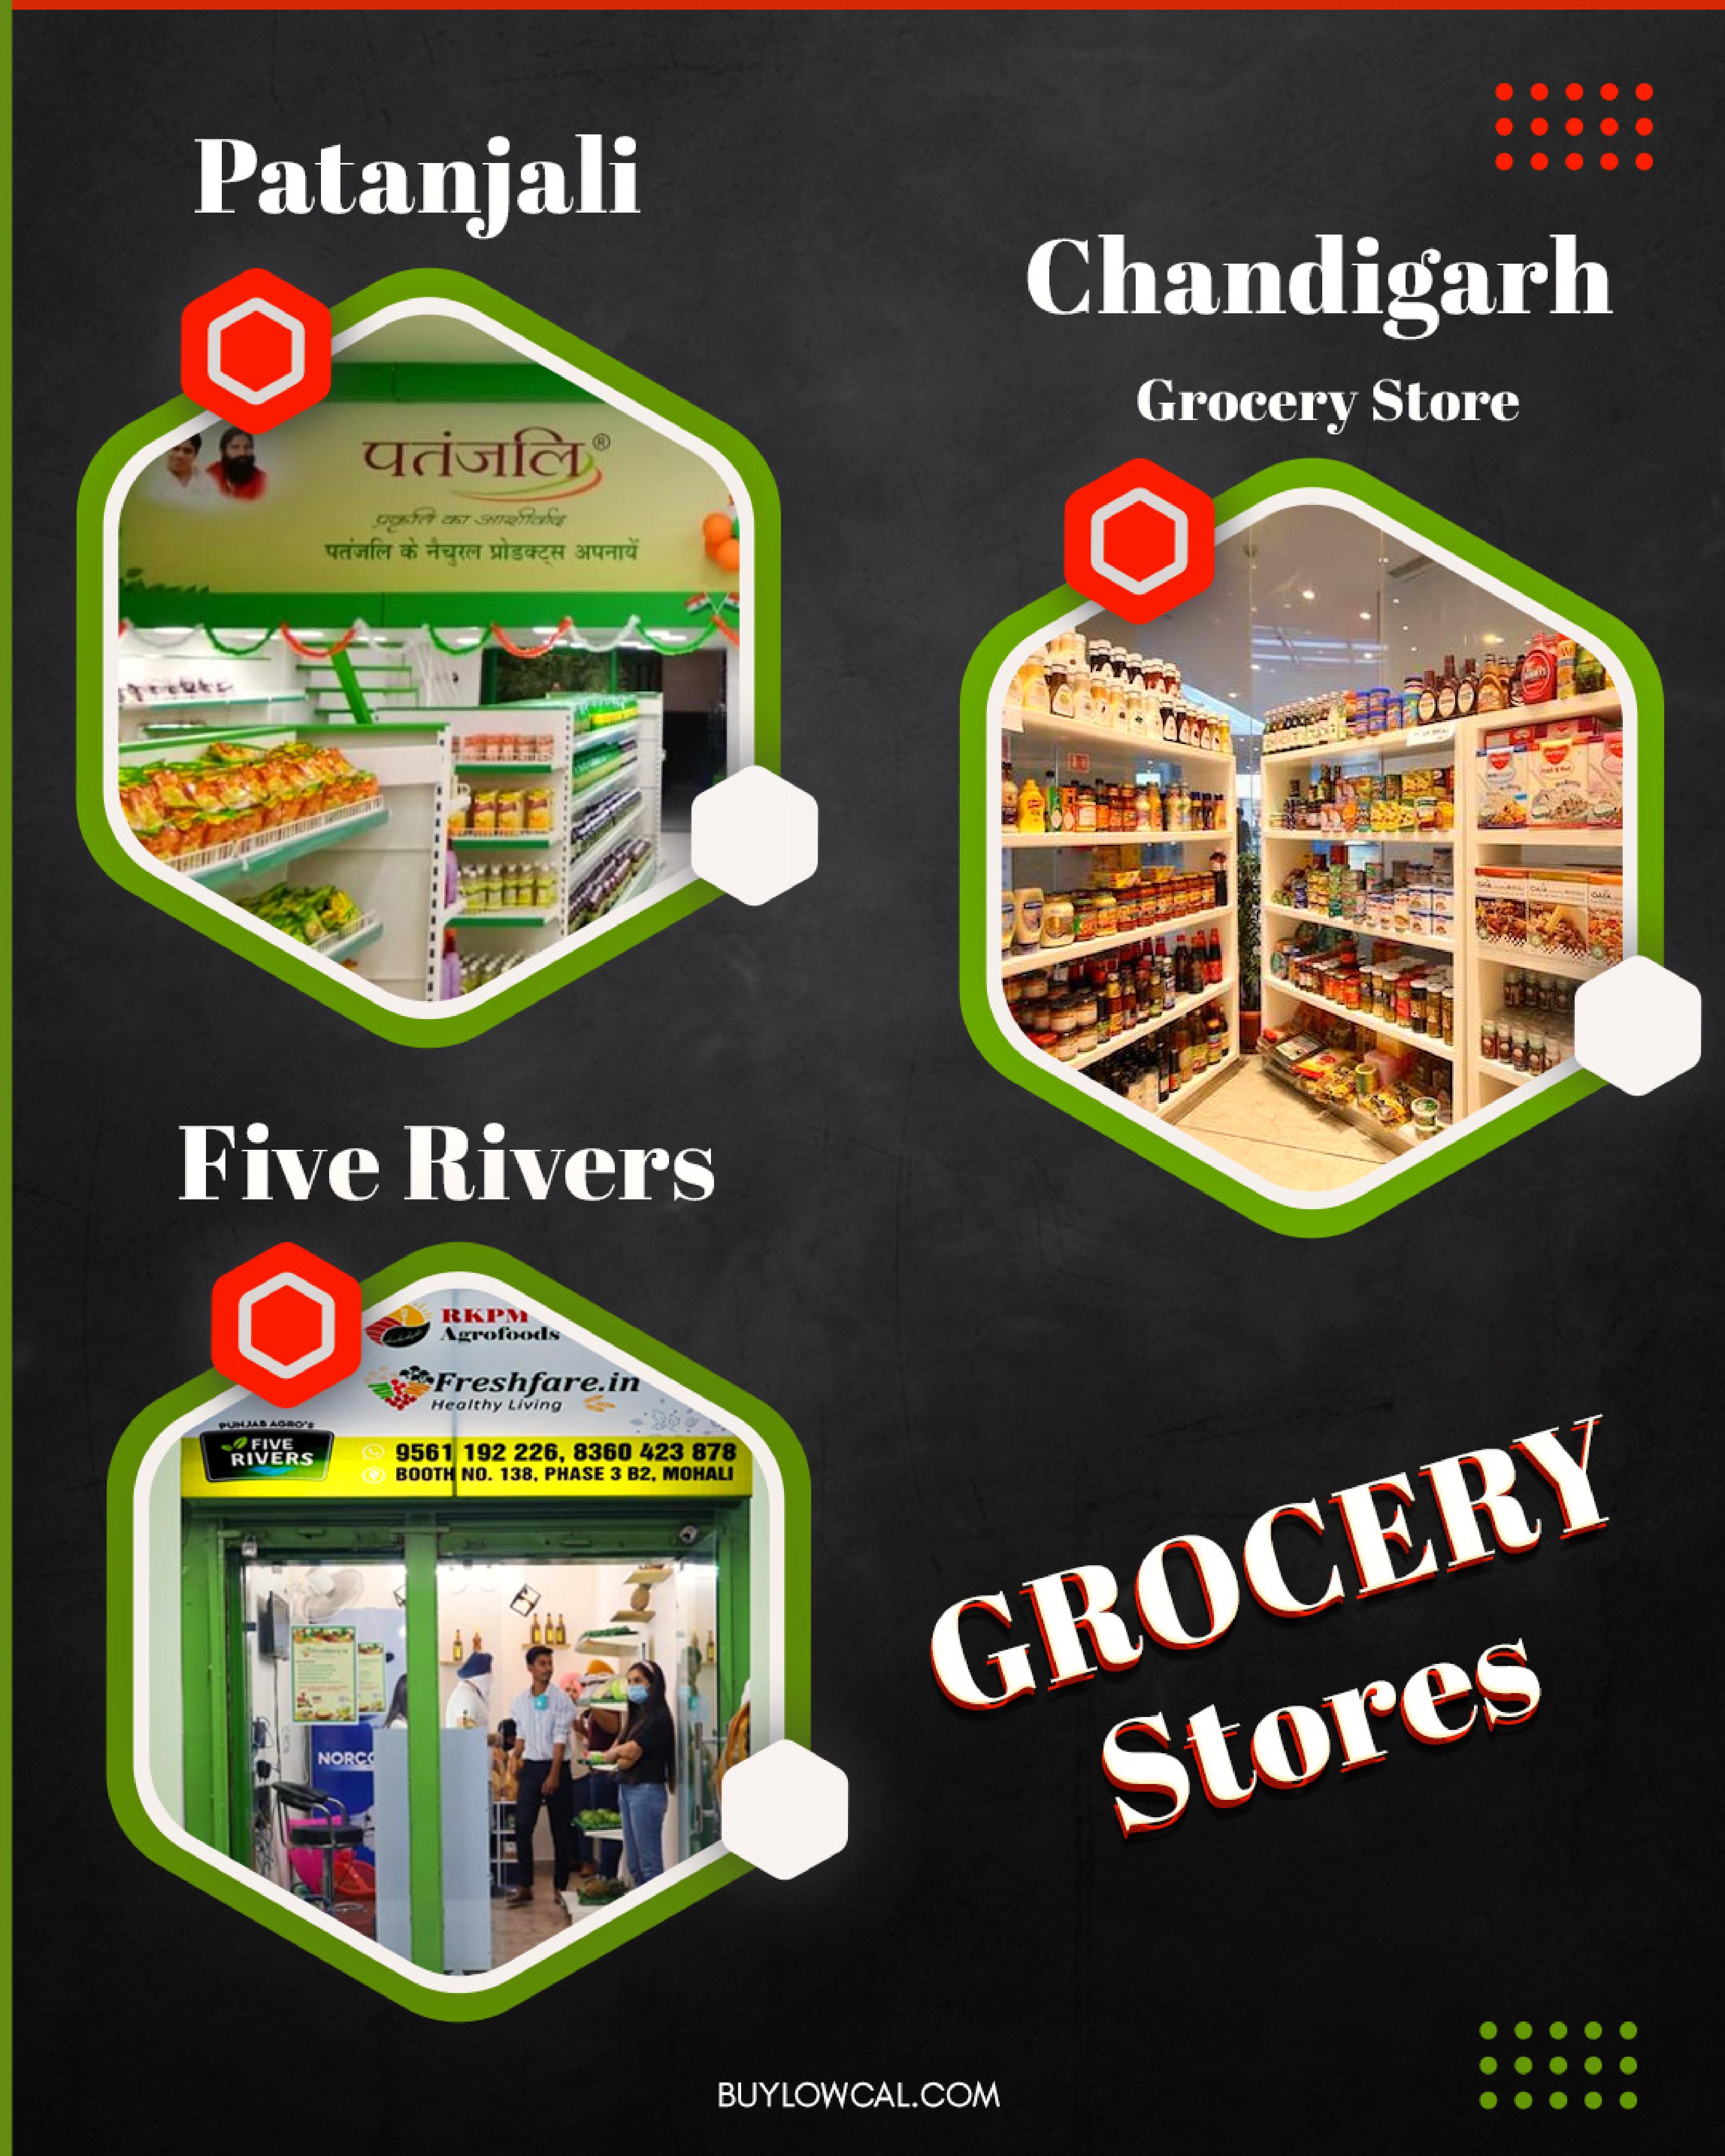 Patanjali
पतंजलि®
प्रकृति का आशीर्वाद
पतंजलि के नैचुरल प्रोडक्ट्स अपनायें
Chandigarh
Grocery Store
Five Rivers
RKPM
Agrofoods
Freshfare.in
Healthy Living
PUNJAB AGRO's
FIVE
RIVERS
9561 192 226, 8360 423 878
BOOTH NO. 138, PHASE 3 B2, MOHALI
NORCO
GROCERY
Stores
BUYLOWCAL.COM